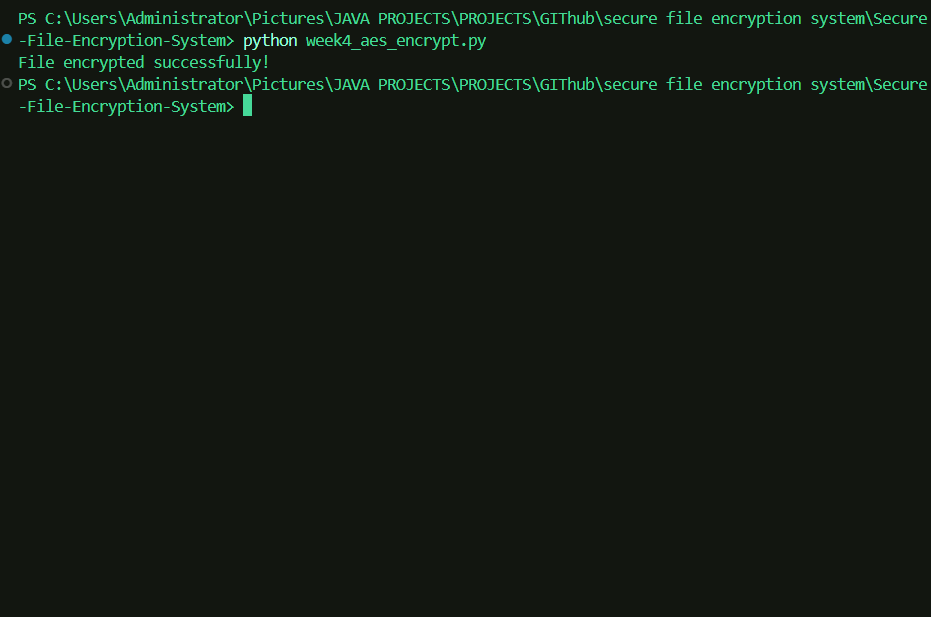 PS C:\Users\Administrator\Pictures\JAVA PROJECTS\PROJECTS\GIThub\secure file encryption system\Secure
-File-Encryption-System> python week4_aes_encrypt.py
File encrypted successfully!
PS C:\Users\Administrator\Pictures\JAVA PROJECTS\PROJECTS\GIThub\secure file encryption system\Secure
-File-Encryption-System>